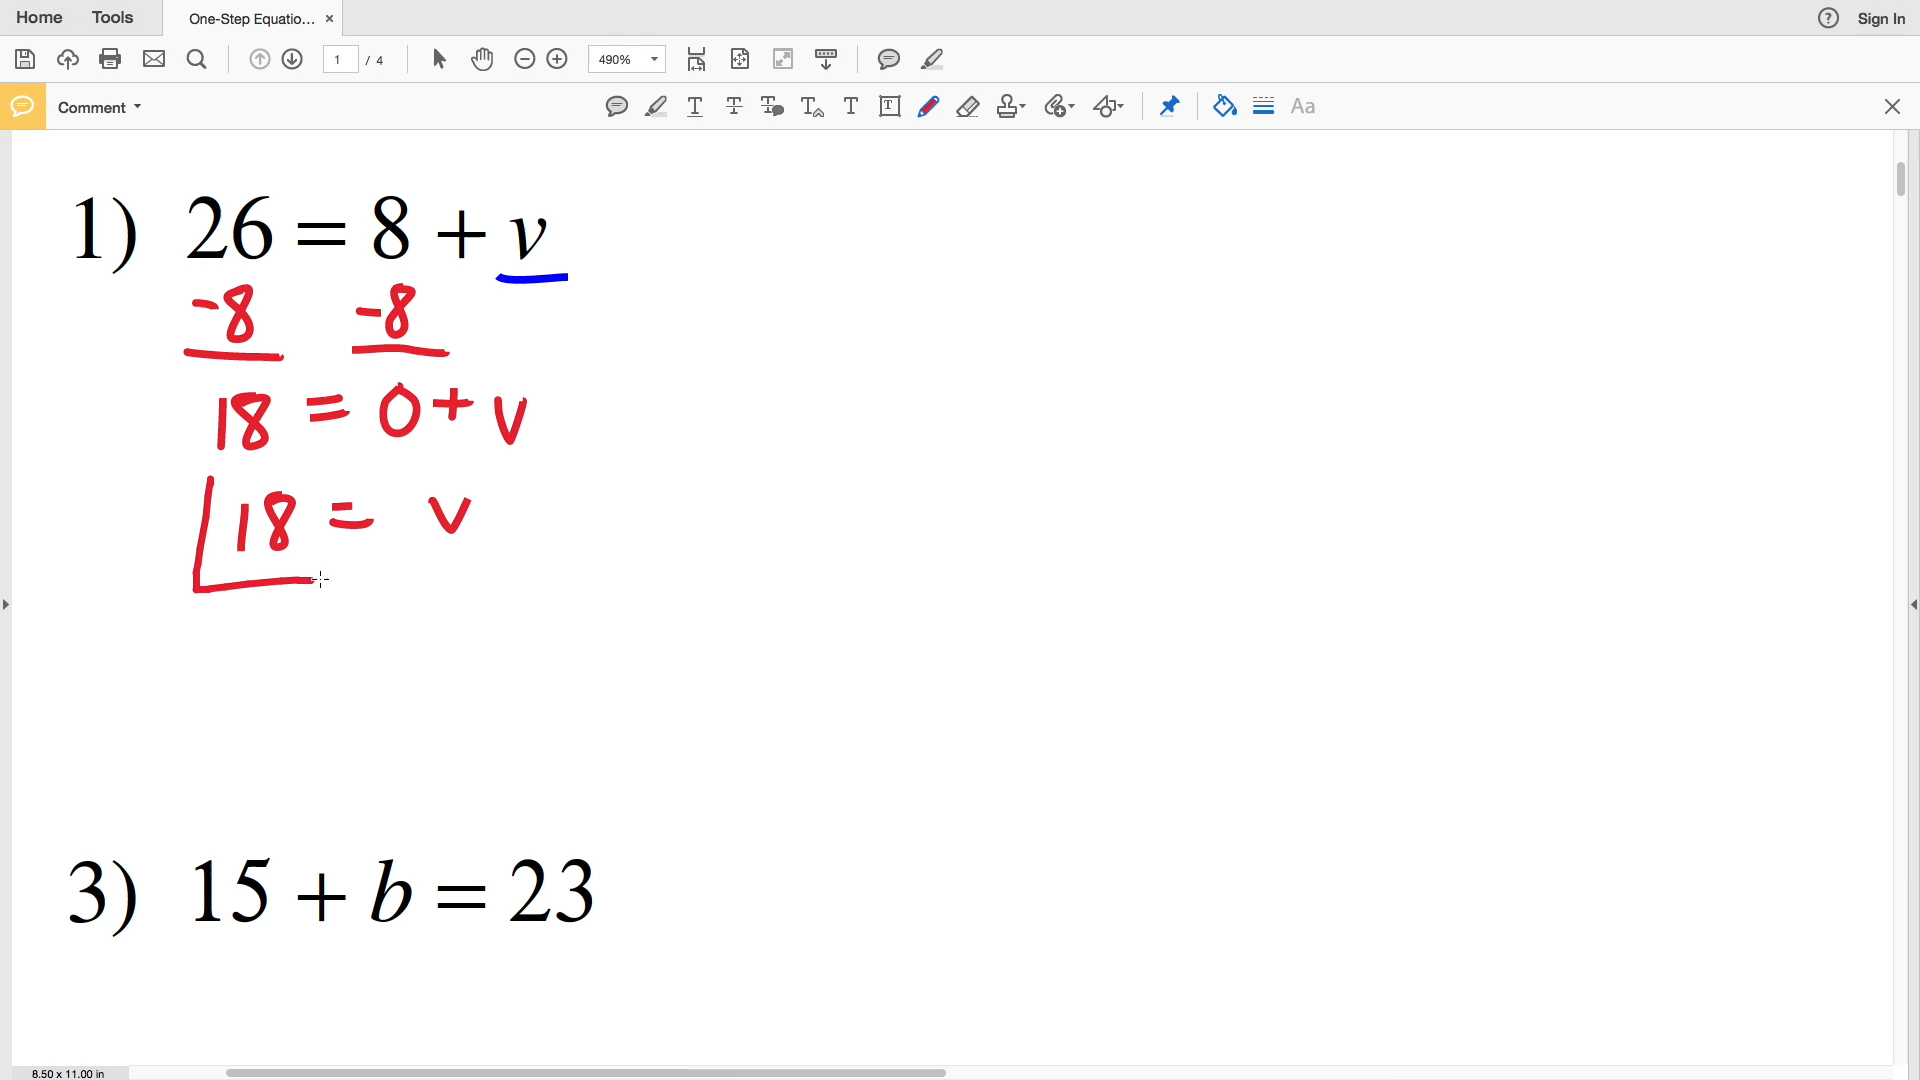 Home Tools One-Step Equatio... × ? Sign In
1 / 4 490%
Comment T T T T T T Aa
1) 26 = 8 + v
-8 -8
18 = 0 + v
18 = v
3) 15 + b = 23
8.50 x 11.00 in